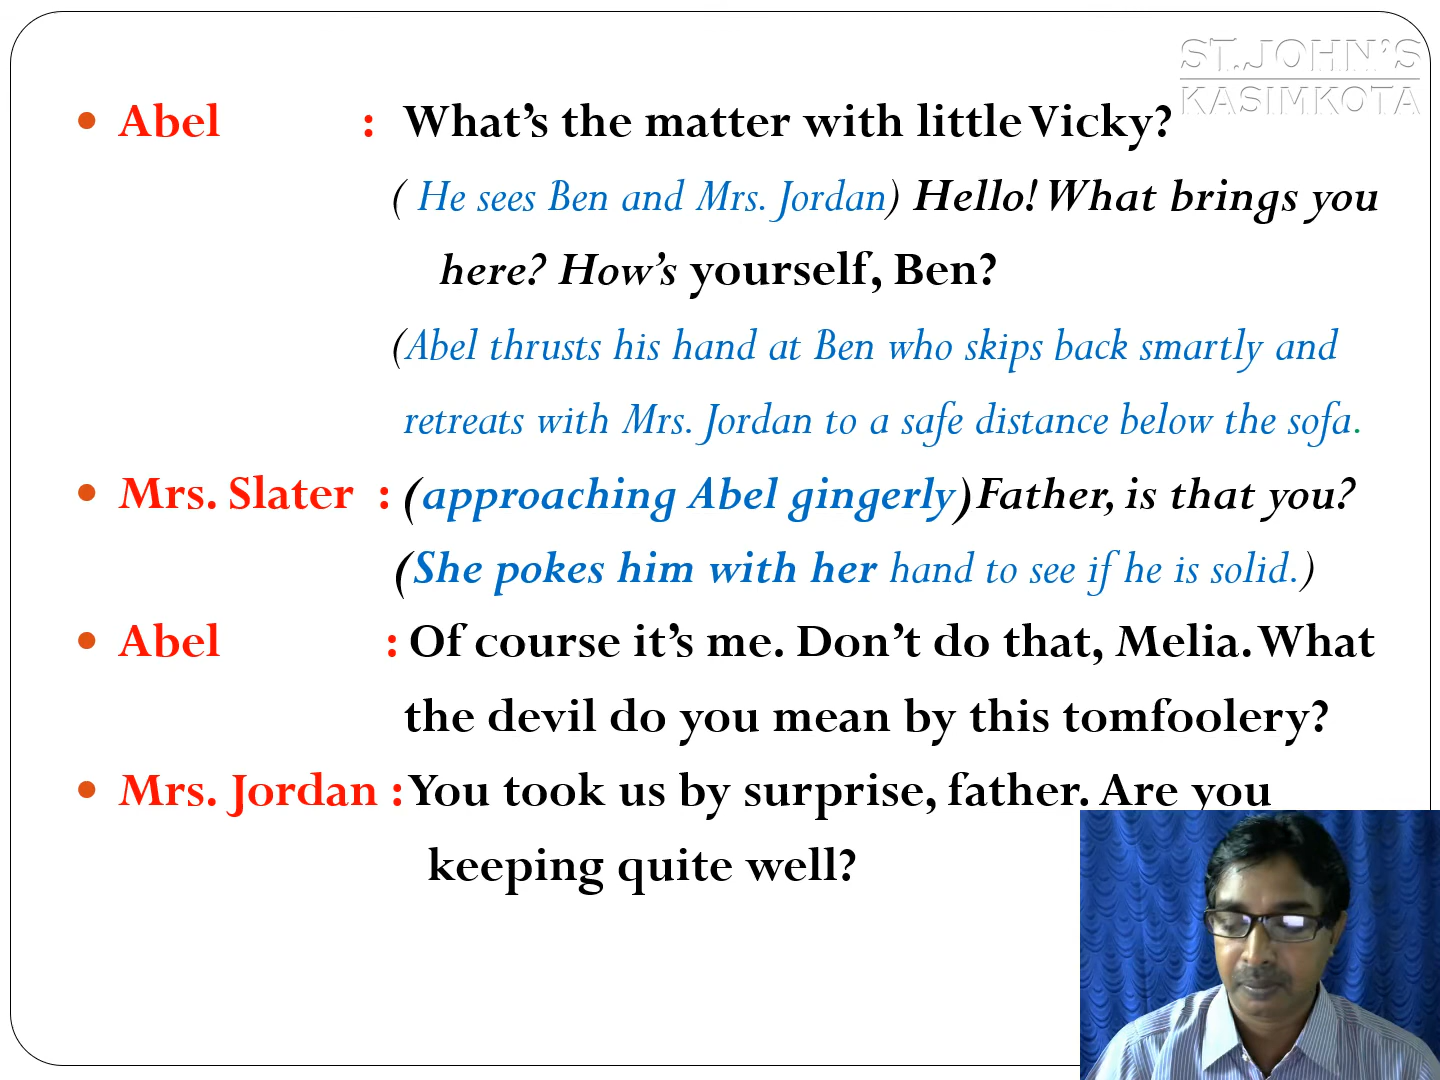 ST.JOHN'S
KASIMKOTA
• Abel : What's the matter with little Vicky?
( He sees Ben and Mrs. Jordan) Hello! What brings you
here? How's yourself, Ben?
(Abel thrusts his hand at Ben who skips back smartly and
retreats with Mrs. Jordan to a safe distance below the sofa.
• Mrs. Slater : (approaching Abel gingerly) Father, is that you?
(She pokes him with her hand to see if he is solid.)
• Abel : Of course it's me. Don't do that, Melia. What
the devil do you mean by this tomfoolery?
• Mrs. Jordan : You took us by surprise, father. Are you
keeping quite well?